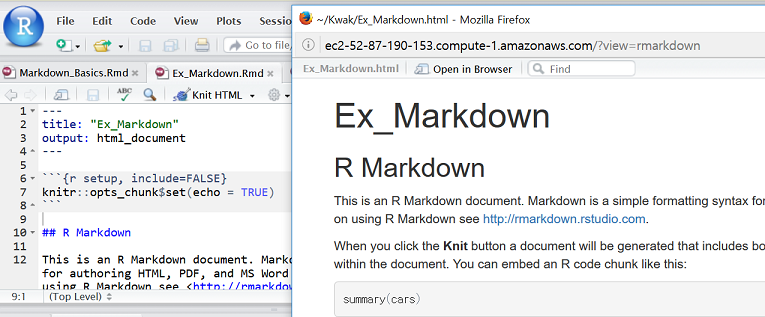 R
File Edit Code View Plots Session
Go to file/
Markdown_Basics.Rmd × Ex_Markdown.Rmd ×
ABC Knit HTML
1 ---
2 title: "Ex_Markdown"
3 output: html_document
4 ---
5
6 ```{r setup, include=FALSE}
7 knitr::opts_chunk$set(echo = TRUE)
8 ```
9
10 ## R Markdown
11
12 This is an R Markdown document. Mark
for authoring HTML, PDF, and MS Word
using R Markdown see <http://rmarkdow
9:1 (Top Level)
~/Kwak/Ex_Markdown.html - Mozilla Firefox
ec2-52-87-190-153.compute-1.amazonaws.com/?view=rmarkdown
Ex_Markdown.html Open in Browser Find
Ex_Markdown
R Markdown
This is an R Markdown document. Markdown is a simple formatting syntax for
on using R Markdown see http://rmarkdown.rstudio.com.
When you click the Knit button a document will be generated that includes bo
within the document. You can embed an R code chunk like this:
summary(cars)